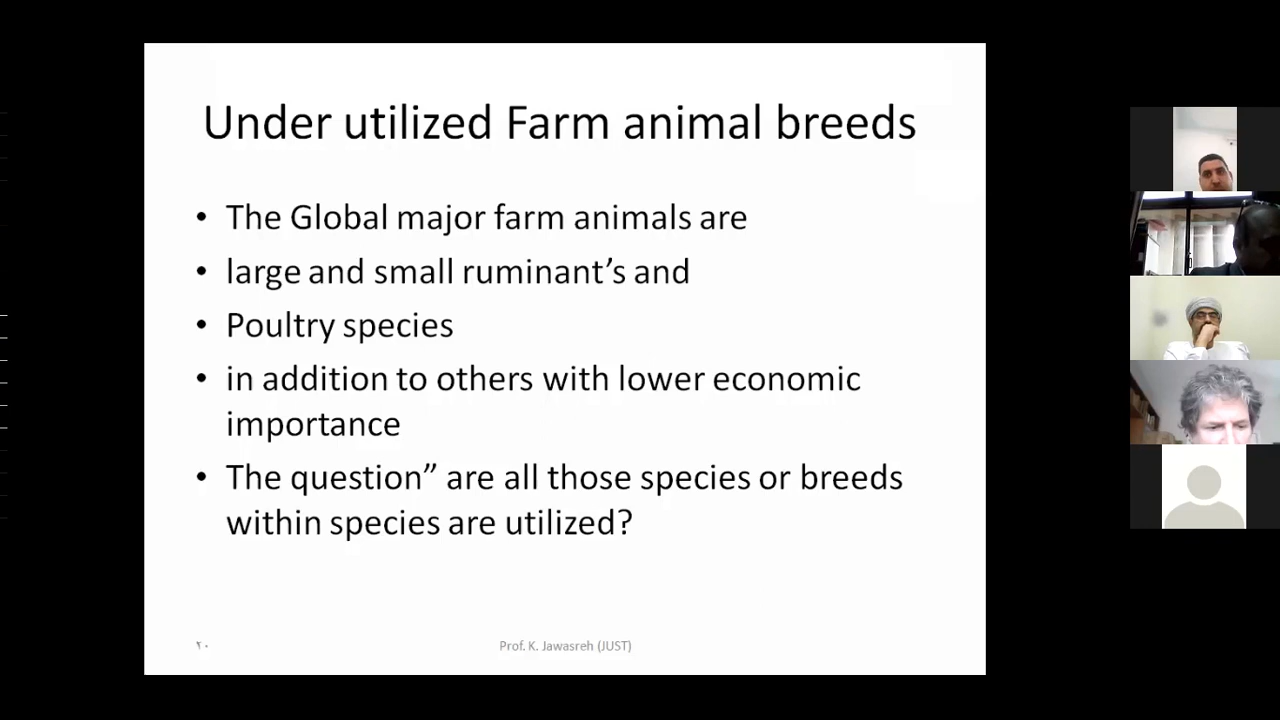 Under utilized Farm animal breeds
• The Global major farm animals are
• large and small ruminant’s and
• Poultry species
• in addition to others with lower economic
importance
• The question” are all those species or breeds
within species are utilized?
٢٠
Prof. K. Jawasreh (JUST)